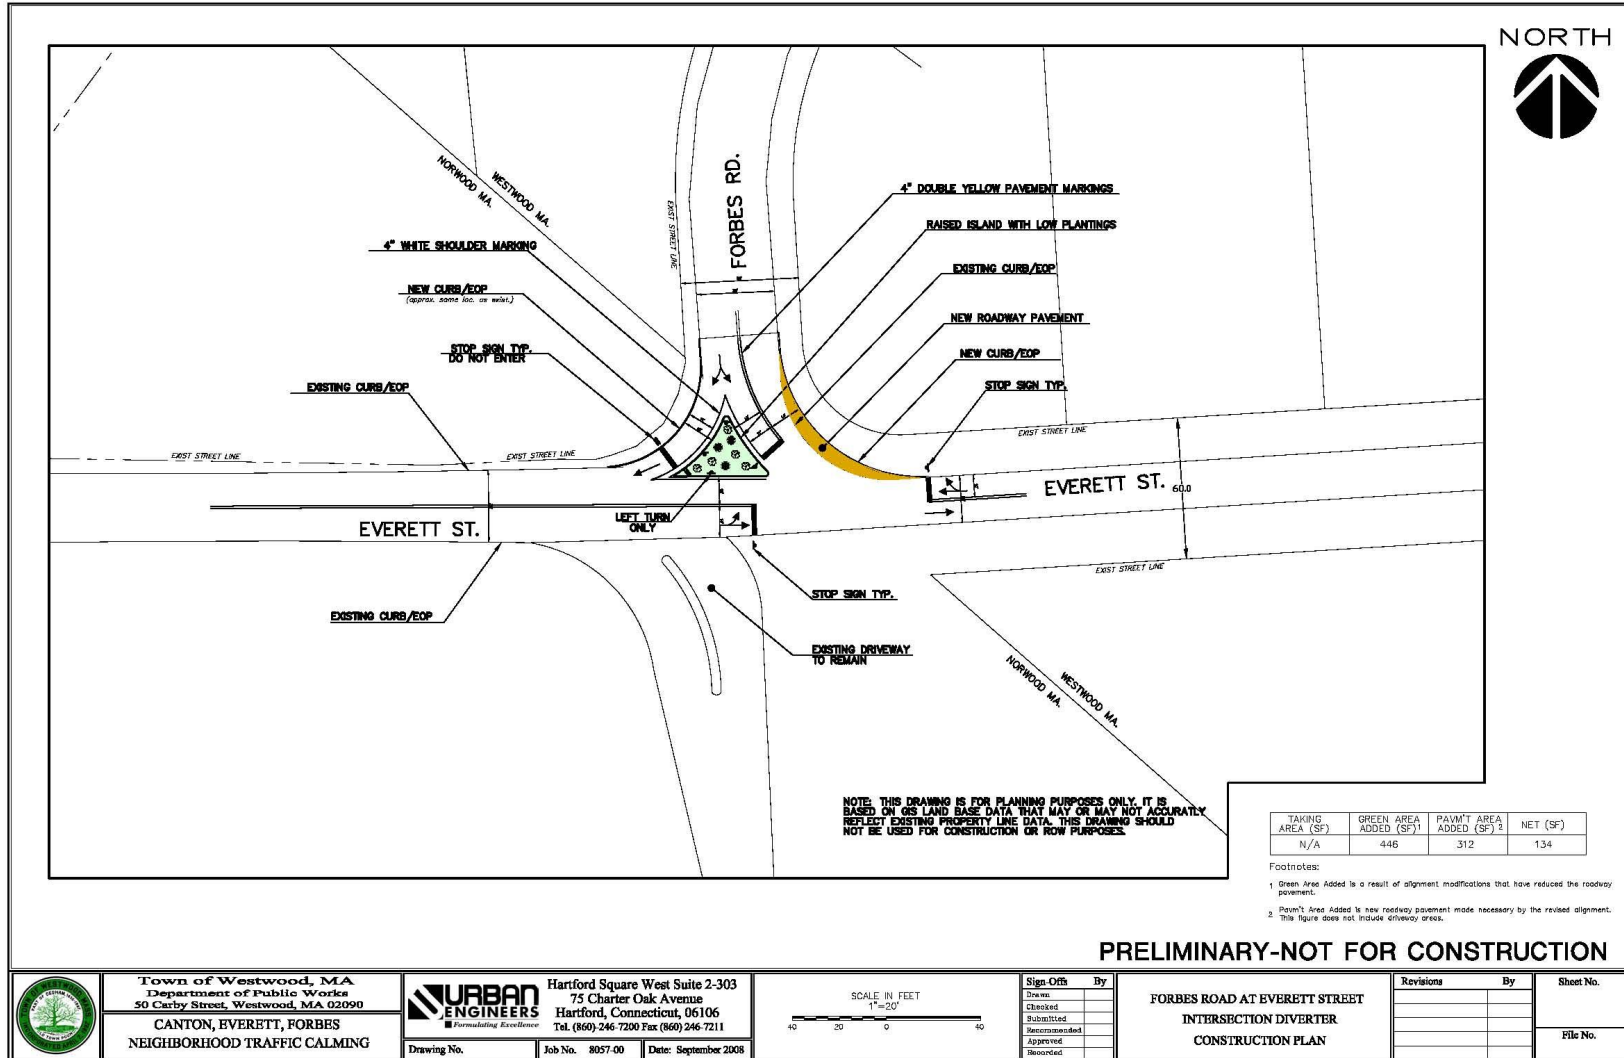 NORTH
NORWOOD MA.
WESTWOOD MA.
EXIST STREET LINE
FORBES RD.
4" DOUBLE YELLOW PAVEMENT MARKINGS
RAISED ISLAND WITH LOW PLANTINGS
4" WHITE SHOULDER MARKING
EXISTING CURB/EOP
NEW CURB/EOP
(approx. same loc. as exist.)
NEW ROADWAY PAVEMENT
STOP SIGN TYP.
DO NOT ENTER
NEW CURB/EOP
EXISTING CURB/EOP
STOP SIGN TYP.
EXIST STREET LINE
EXIST STREET LINE
EXIST STREET LINE
EVERETT ST.
60.0
LEFT TURN
ONLY
EVERETT ST.
EXIST STREET LINE
STOP SIGN TYP.
EXISTING CURB/EOP
EXISTING DRIVEWAY
TO REMAIN
NORWOOD MA.
WESTWOOD MA.
NOTE: THIS DRAWING IS FOR PLANNING PURPOSES ONLY. IT IS
BASED ON GIS LAND BASE DATA THAT MAY OR MAY NOT ACCURATLY
REFLECT EXISTING PROPERTY LINE DATA. THIS DRAWING SHOULD
NOT BE USED FOR CONSTRUCTION OR ROW PURPOSES.
TAKING AREA (SF) GREEN AREA ADDED (SF)1 PAVM'T AREA ADDED (SF) 2 NET (SF)
N/A 446 312 134
Footnotes:
1 Green Area Added is a result of alignment modifications that have reduced the roadway
pavement.
2 Pavm't Area Added is new roadway pavement made necessary by the revised alignment.
This figure does not include driveway areas.
PRELIMINARY-NOT FOR CONSTRUCTION
Town of Westwood, MA
Department of Public Works
50 Carby Street, Westwood, MA 02090
CANTON, EVERETT, FORBES
NEIGHBORHOOD TRAFFIC CALMING
URBAN
ENGINEERS
Formulating Excellence
Hartford Square West Suite 2-303
75 Charter Oak Avenue
Hartford, Connecticut, 06106
Tel. (860)-246-7200 Fax (860) 246-7211
Drawing No.
Job No. 8057-00
Date: September 2008
SCALE IN FEET
1"=20'
40 20 0 40
Sign-Offs By
Drawn
Checked
Submitted
Recommended
Approved
Recorded
FORBES ROAD AT EVERETT STREET
INTERSECTION DIVERTER
CONSTRUCTION PLAN
Revisions By
Sheet No.
File No.